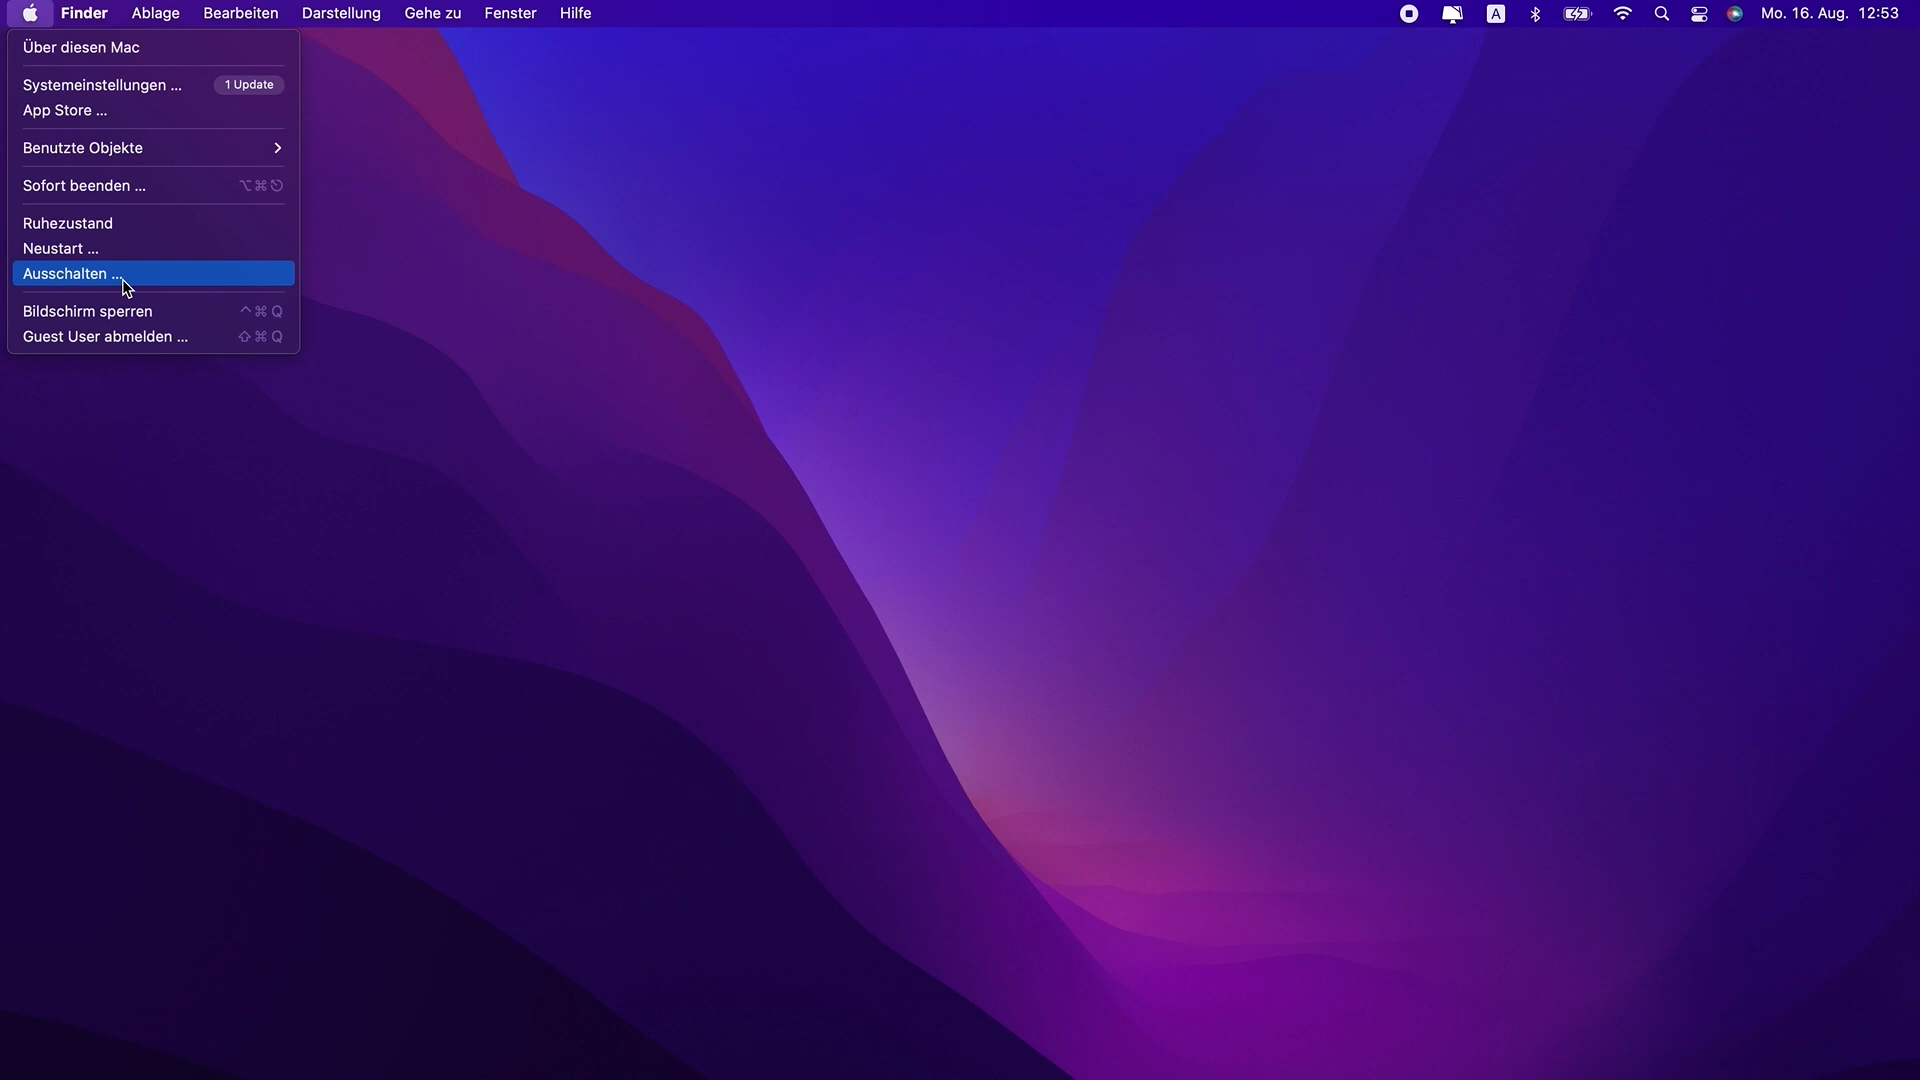 Finder Ablage Bearbeiten Darstellung Gehe zu Fenster Hilfe A Mo. 16. Aug. 12:53
Über diesen Mac
Systemeinstellungen ... 1 Update
App Store ...
Benutzte Objekte
Sofort beenden ... ⌥⌘⎋
Ruhezustand
Neustart ...
Ausschalten ...
Bildschirm sperren ^⌘Q
Guest User abmelden ... ⇧⌘Q